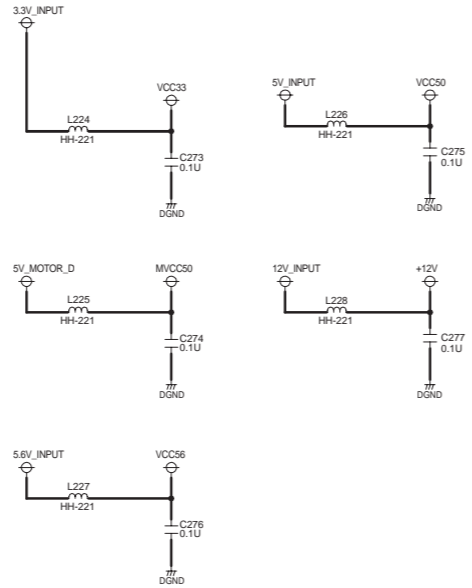 3.3V_INPUT
VCC33
L224
HH-221
C273
0.1U
DGND
5V_INPUT
VCC50
L226
HH-221
C275
0.1U
DGND
5V_MOTOR_D
MVCC50
L225
HH-221
C274
0.1U
DGND
12V_INPUT
+12V
L228
HH-221
C277
0.1U
DGND
5.6V_INPUT
VCC56
L227
HH-221
C276
0.1U
DGND